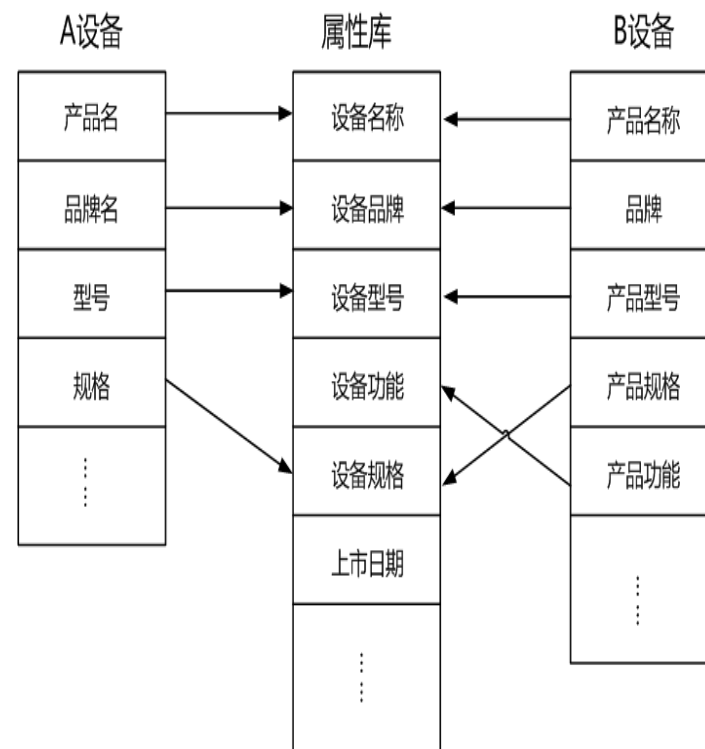 A设备
属性库
B设备
产品名
设备名称
产品名称
品牌名
设备品牌
品牌
型号
设备型号
产品型号
规格
设备功能
产品规格
……
设备规格
产品功能
上市日期
……
……